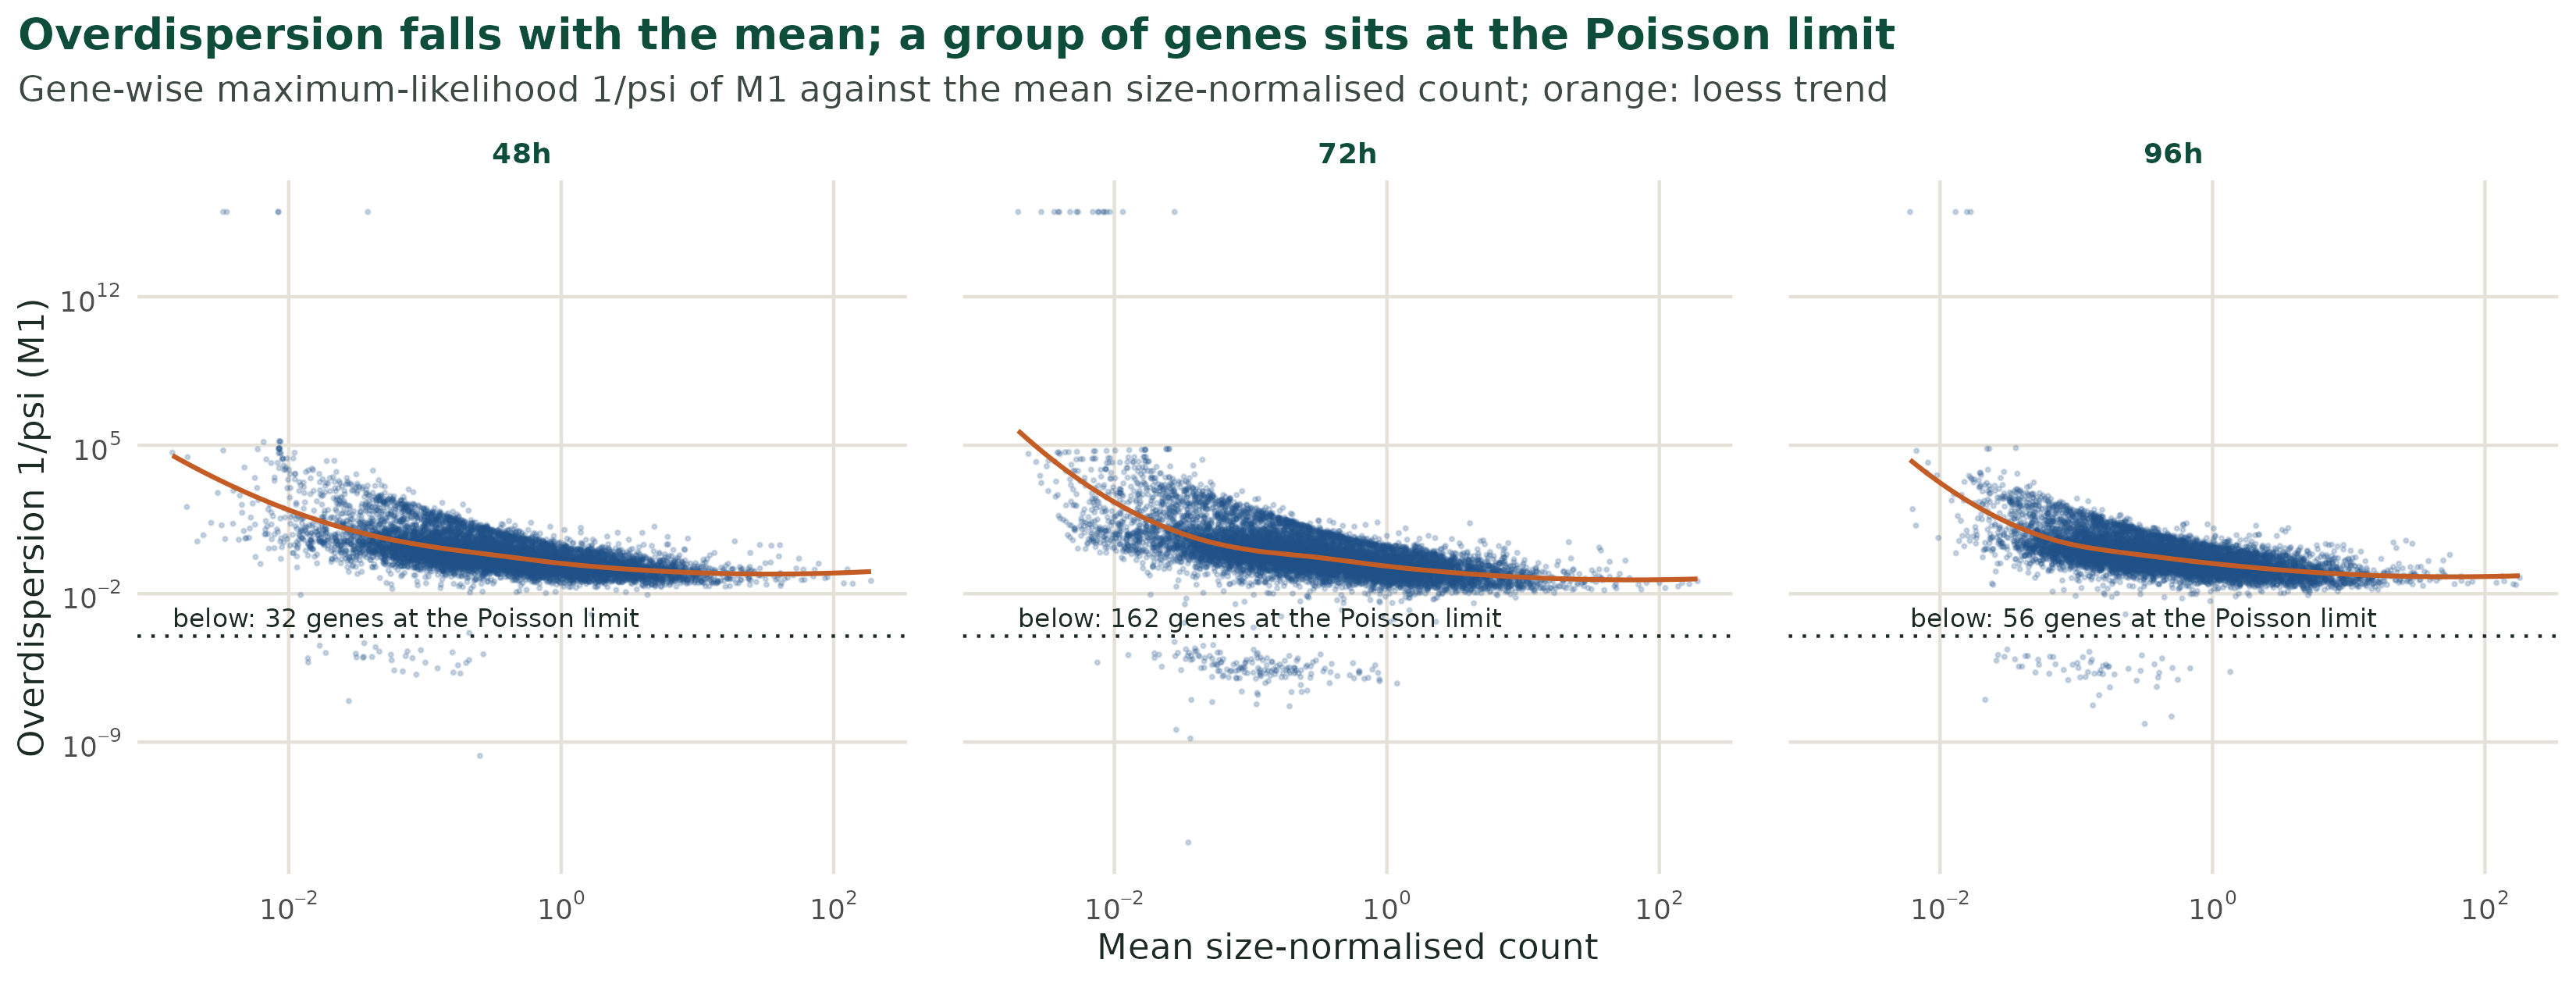 Overdispersion falls with the mean; a group of genes sits at the Poisson limit
Gene-wise maximum-likelihood 1/psi of M1 against the mean size-normalised count; orange: loess trend
48h
72h
96h
Overdispersion 1/psi (M1)
10¹²
10⁵
10⁻²
10⁻⁹
below: 32 genes at the Poisson limit
below: 162 genes at the Poisson limit
below: 56 genes at the Poisson limit
10⁻² 10⁰ 10²
10⁻² 10⁰ 10²
10⁻² 10⁰ 10²
Mean size-normalised count